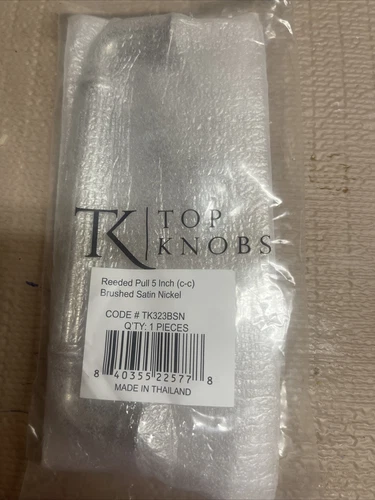 TK | TOP
KNOBS
Reeded Pull 5 Inch (c-c)
Brushed Satin Nickel
CODE # TK323BSN
Q'TY: 1 PIECES
8 40355 22577 8
MADE IN THAILAND